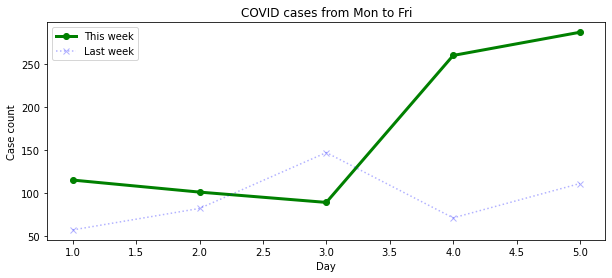 COVID cases from Mon to Fri
This week
Last week
Case count
250
200
150
100
50
1.0 1.5 2.0 2.5 3.0 3.5 4.0 4.5 5.0
Day